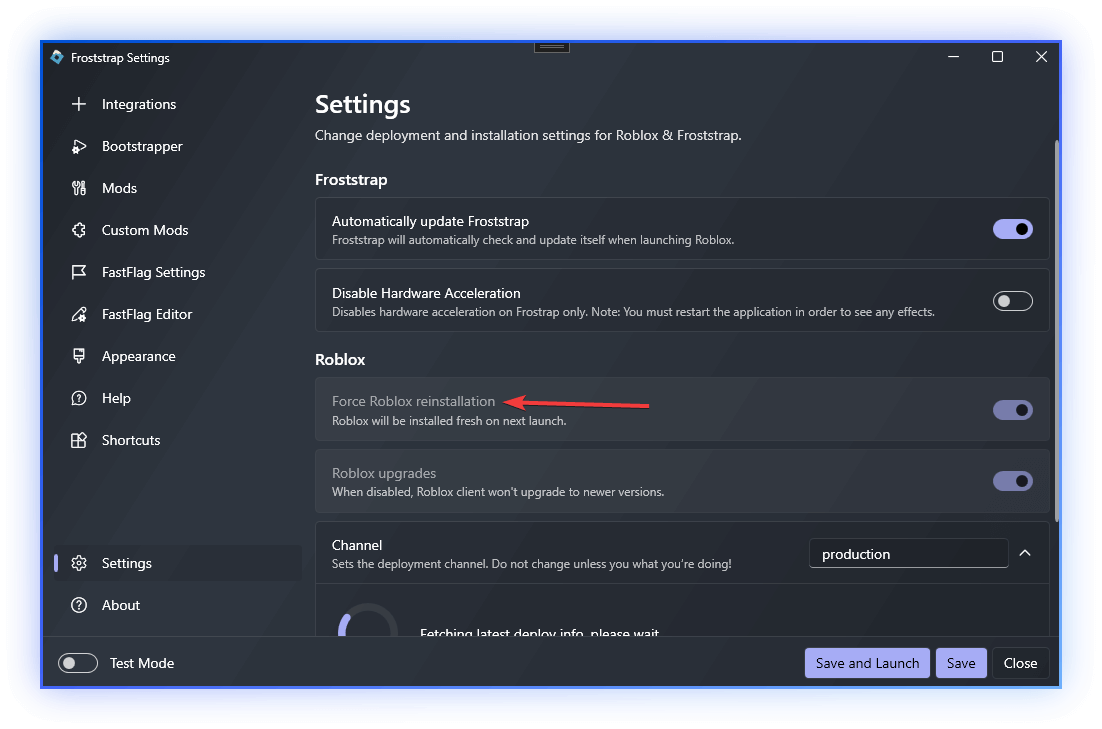 Froststrap Settings
Integrations
Bootstrapper
Mods
Custom Mods
FastFlag Settings
FastFlag Editor
Appearance
Help
Shortcuts
Settings
About
Test Mode
Settings
Change deployment and installation settings for Roblox & Froststrap.
Froststrap
Automatically update Froststrap
Froststrap will automatically check and update itself when launching Roblox.
Disable Hardware Acceleration
Disables hardware acceleration on Frostrap only. Note: You must restart the application in order to see any effects.
Roblox
Force Roblox reinstallation
Roblox will be installed fresh on next launch.
Roblox upgrades
When disabled, Roblox client won't upgrade to newer versions.
Channel
Sets the deployment channel. Do not change unless you what you're doing!
production
Fetching latest deploy info, please wait
Save and Launch
Save
Close